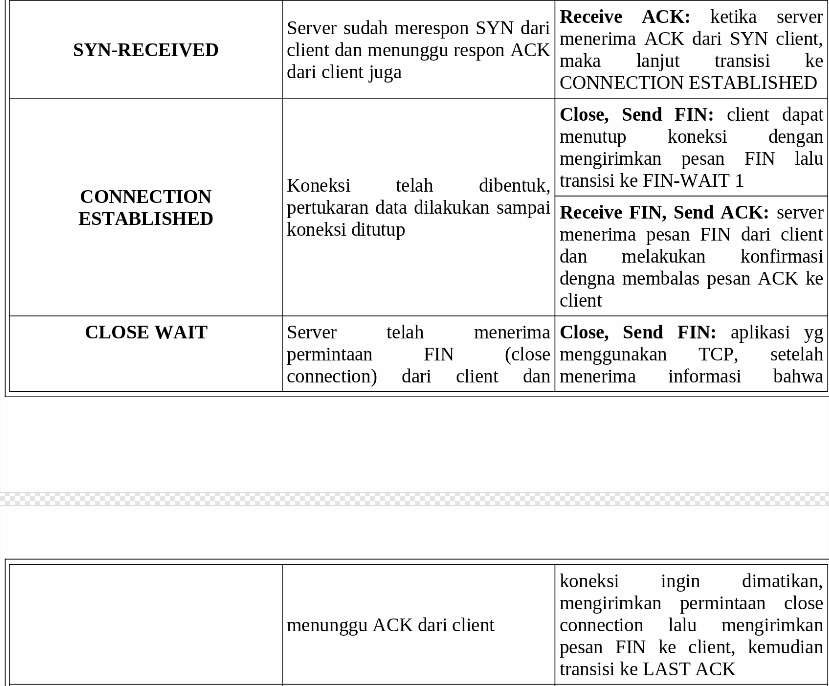 SYN-RECEIVED
Server sudah merespon SYN dari
client dan menunggu respon ACK
dari client juga
Receive ACK: ketika server
menerima ACK dari SYN client,
maka lanjut transisi ke
CONNECTION ESTABLISHED
CONNECTION
ESTABLISHED
Koneksi telah dibentuk,
pertukaran data dilakukan sampai
koneksi ditutup
Close, Send FIN: client dapat
menutup koneksi dengan
mengirimkan pesan FIN lalu
transisi ke FIN-WAIT 1
Receive FIN, Send ACK: server
menerima pesan FIN dari client
dan melakukan konfirmasi
dengna membalas pesan ACK ke
client
CLOSE WAIT
Server telah menerima
permintaan FIN (close
connection) dari client dan
Close, Send FIN: aplikasi yg
menggunakan TCP, setelah
menerima informasi bahwa
menunggu ACK dari client
koneksi ingin dimatikan,
mengirimkan permintaan close
connection lalu mengirimkan
pesan FIN ke client, kemudian
transisi ke LAST ACK